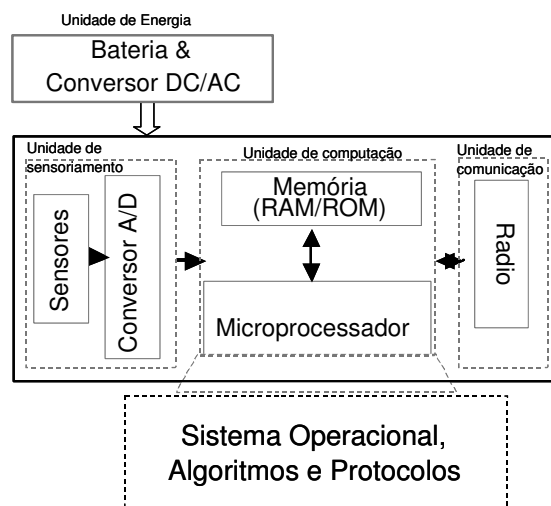 Unidade de Energia
Bateria &
Conversor DC/AC
Unidade de
sensoriamento
Sensores
Conversor A/D
Unidade de computação
Memória
(RAM/ROM)
Microprocessador
Unidade de
comunicação
Radio
Sistema Operacional,
Algoritmos e Protocolos